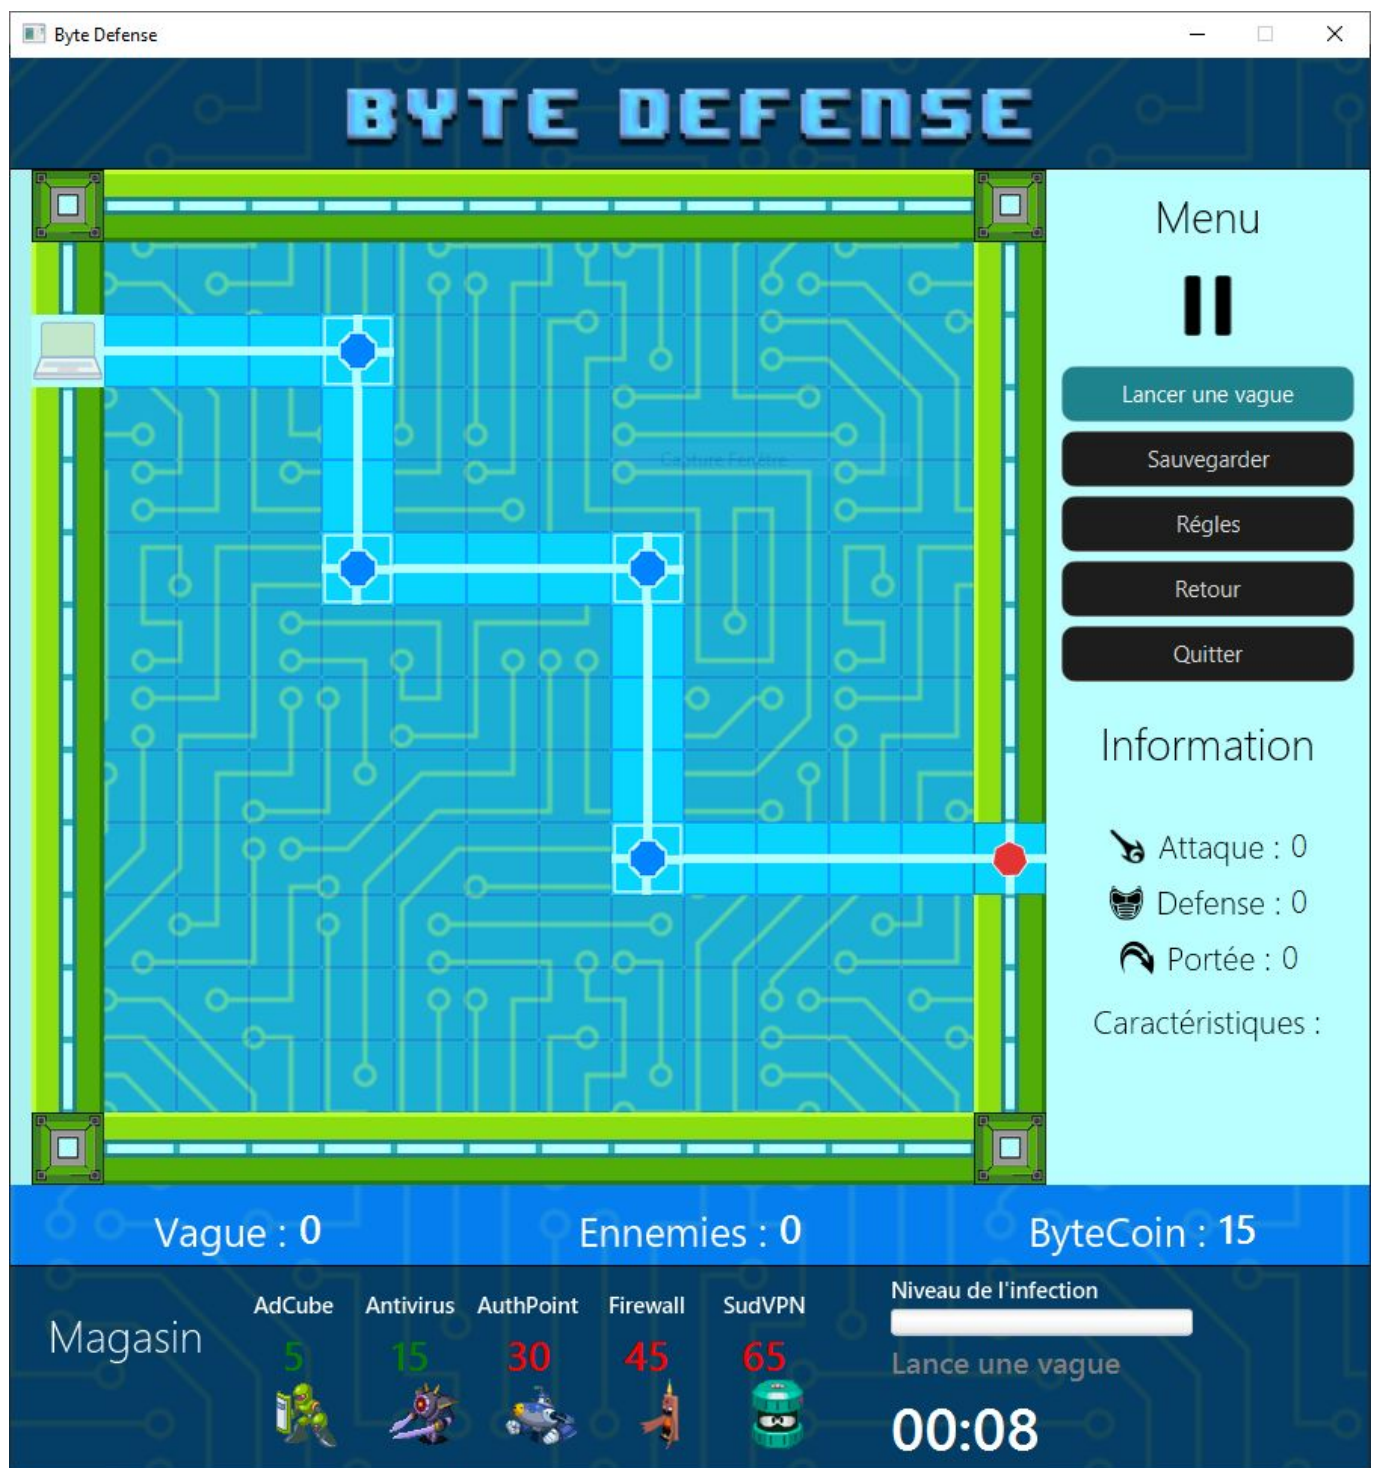 Byte Defense
BYTE DEFENSE
Menu
Lancer une vague
Sauvegarder
Régles
Retour
Quitter
Capture Fenêtre
Information
Attaque : 0
Defense : 0
Portée : 0
Caractéristiques :
Vague : 0
Ennemies : 0
ByteCoin : 15
Magasin
AdCube
5
Antivirus
15
AuthPoint
30
Firewall
45
SudVPN
65
Niveau de l'infection
Lance une vague
00:08